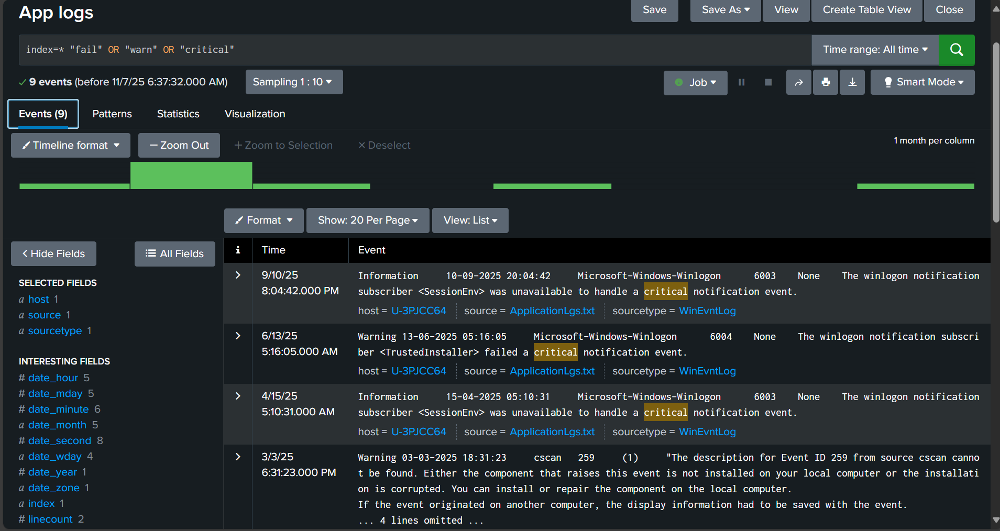 App logs
Save
Save As
View
Create Table View
Close
index=* "fail" OR "warn" OR "critical"
Time range: All time
9 events (before 11/7/25 6:37:32.000 AM)
Sampling 1 : 10
Job
Smart Mode
Events (9)
Patterns
Statistics
Visualization
Timeline format
Zoom Out
+ Zoom to Selection
× Deselect
1 month per column
Format
Show: 20 Per Page
View: List
Hide Fields
All Fields
SELECTED FIELDS
a host 1
a source 1
a sourcetype 1
INTERESTING FIELDS
# date_hour 5
# date_mday 5
# date_minute 6
a date_month 5
# date_second 8
a date_wday 4
# date_year 1
a date_zone 1
a index 1
# linecount 2
i
Time
Event
9/10/25
8:04:42.000 PM
Information 10-09-2025 20:04:42 Microsoft-Windows-Winlogon 6003 None The winlogon notification
subscriber <SessionEnv> was unavailable to handle a critical notification event.
host = U-3PJCC64 source = ApplicationLgs.txt sourcetype = WinEvntLog
6/13/25
5:16:05.000 AM
Warning 13-06-2025 05:16:05 Microsoft-Windows-Winlogon 6004 None The winlogon notification subscri
ber <TrustedInstaller> failed a critical notification event.
host = U-3PJCC64 source = ApplicationLgs.txt sourcetype = WinEvntLog
4/15/25
5:10:31.000 AM
Information 15-04-2025 05:10:31 Microsoft-Windows-Winlogon 6003 None The winlogon notification
subscriber <SessionEnv> was unavailable to handle a critical notification event.
host = U-3PJCC64 source = ApplicationLgs.txt sourcetype = WinEvntLog
3/3/25
6:31:23.000 PM
Warning 03-03-2025 18:31:23 cscan 259 (1) "The description for Event ID 259 from source cscan canno
t be found. Either the component that raises this event is not installed on your local computer or the installati
on is corrupted. You can install or repair the component on the local computer.
If the event originated on another computer, the display information had to be saved with the event.
... 4 lines omitted ...